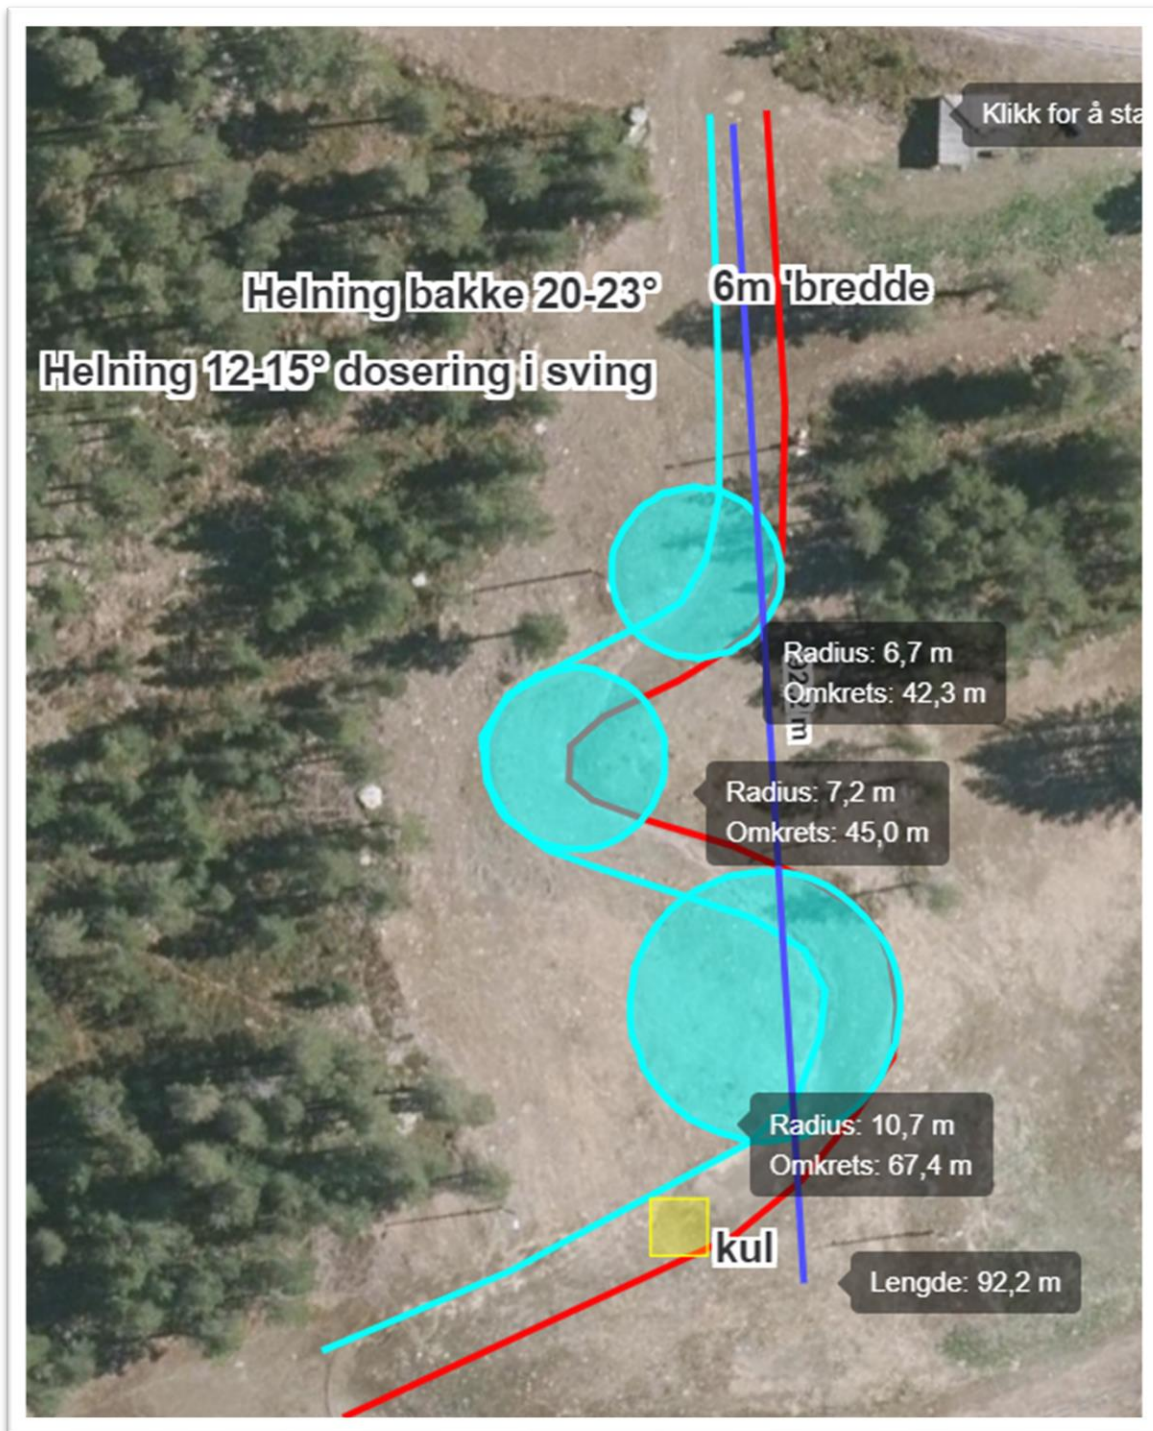 Klikk for å sta
Helning bakke 20-23°
6m 'bredde
Helning 12-15° dosering i sving
Radius: 6,7 m
Omkrets: 42,3 m
Radius: 7,2 m
Omkrets: 45,0 m
Radius: 10,7 m
Omkrets: 67,4 m
kul
Lengde: 92,2 m